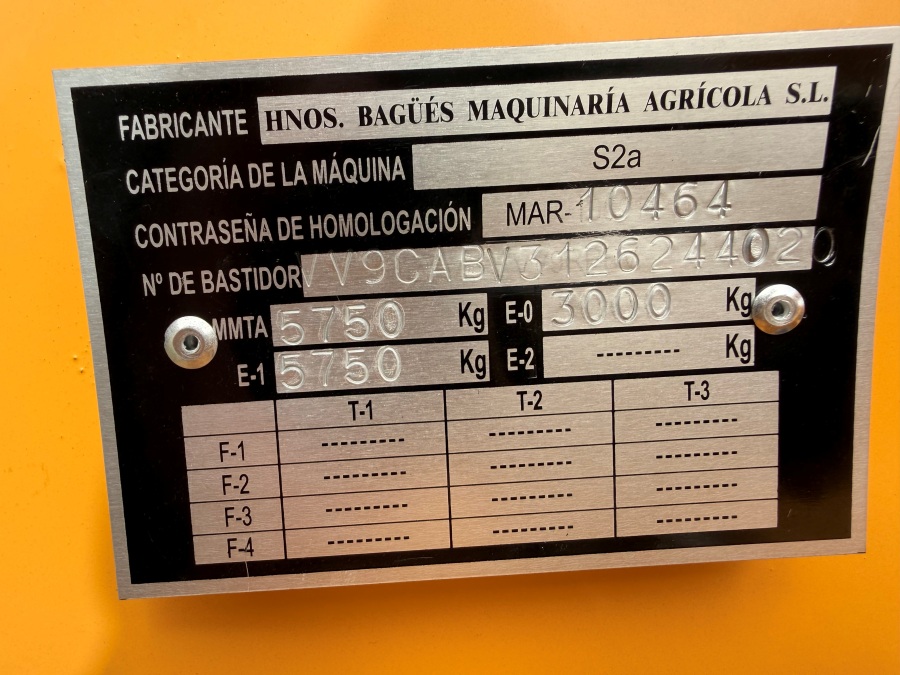 FABRICANTE HNOS. BAGÜÉS MAQUINARÍA AGRÍCOLA S.L.
CATEGORÍA DE LA MÁQUINA S2a
CONTRASEÑA DE HOMOLOGACIÓN MAR-10464
Nº DE BASTIDOR VV9CABV3126244020
MMTA 5750 Kg E-0 3000 Kg
E-1 5750 Kg E-2 --------- Kg
T-1 T-2 T-3
F-1 --------- --------- ---------
F-2 --------- --------- ---------
F-3 --------- --------- ---------
F-4 --------- --------- ---------